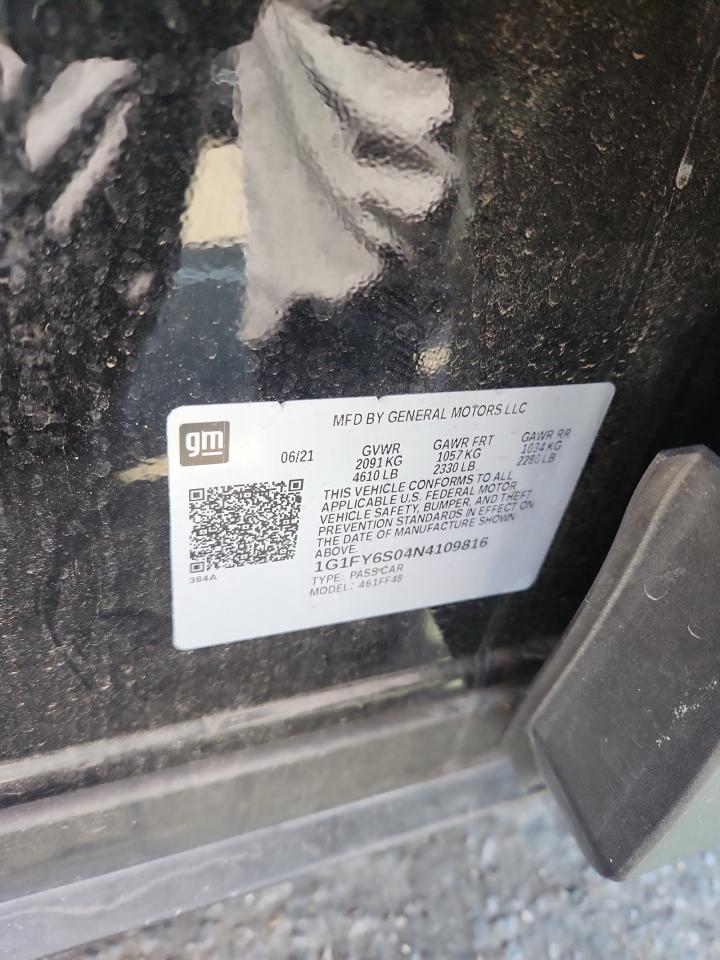 MFD BY GENERAL MOTORS LLC
gm
06/21
GVWR
2091 KG
4610 LB
GAWR FRT
1057 KG
2330 LB
GAWR RR
1034 KG
2280 LB
THIS VEHICLE CONFORMS TO ALL
APPLICABLE U.S. FEDERAL MOTOR
VEHICLE SAFETY, BUMPER, AND THEFT
PREVENTION STANDARDS IN EFFECT ON
THE DATE OF MANUFACTURE SHOWN
ABOVE.
1G1FY6S04N4109816
TYPE: PASS CAR
MODEL: 461FF48
384A